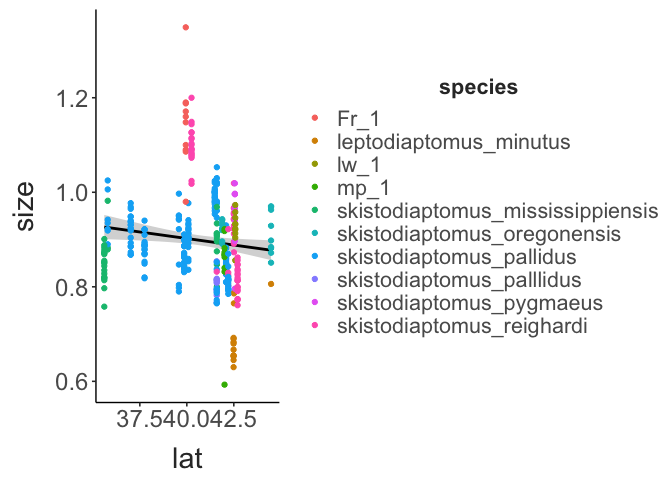 1.2
1.0
0.8
0.6
size
37.540.042.5
lat
species
Fr_1
leptodiaptomus_minutus
lw_1
mp_1
skistodiaptomus_mississippiensis
skistodiaptomus_oregonensis
skistodiaptomus_pallidus
skistodiaptomus_palllidus
skistodiaptomus_pygmaeus
skistodiaptomus_reighardi